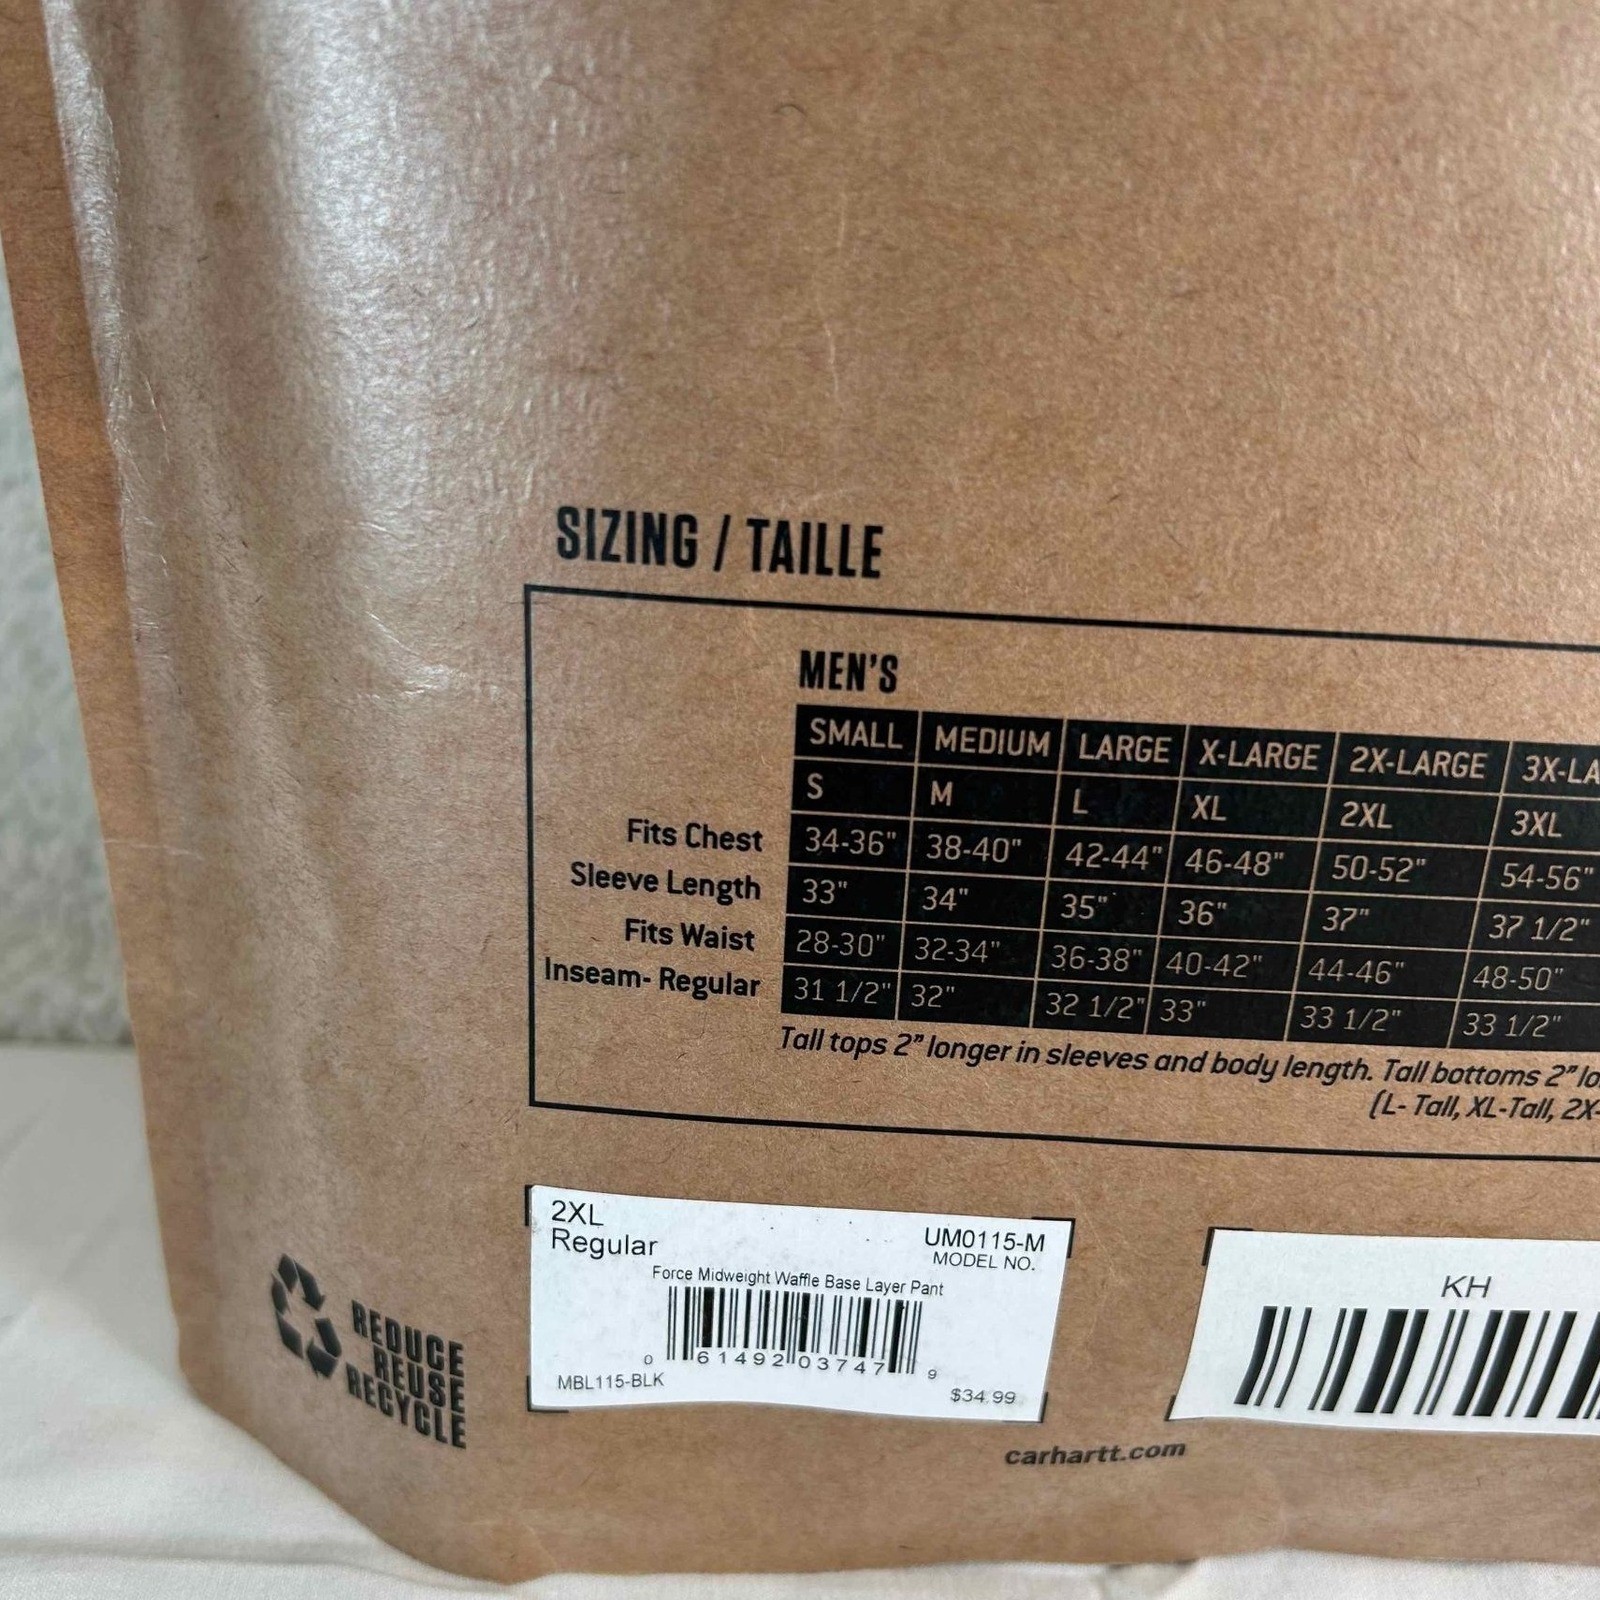 SIZING / TAILLE
MEN'S
SMALL MEDIUM LARGE X-LARGE 2X-LARGE 3X-LA
S M L XL 2XL 3XL
Fits Chest 34-36" 38-40" 42-44" 46-48" 50-52" 54-56"
Sleeve Length 33" 34" 35" 36" 37" 37 1/2"
Fits Waist 28-30" 32-34" 36-38" 40-42" 44-46" 48-50"
Inseam- Regular 31 1/2" 32" 32 1/2" 33" 33 1/2" 33 1/2"
Tall tops 2" longer in sleeves and body length. Tall bottoms 2" lo
(L- Tall, XL-Tall, 2X-
2XL
Regular
UM0115-M
MODEL NO.
Force Midweight Waffle Base Layer Pant
0 61492 03747 9
MBL115-BLK
$34.99
KH
REDUCE
REUSE
RECYCLE
carhartt.com